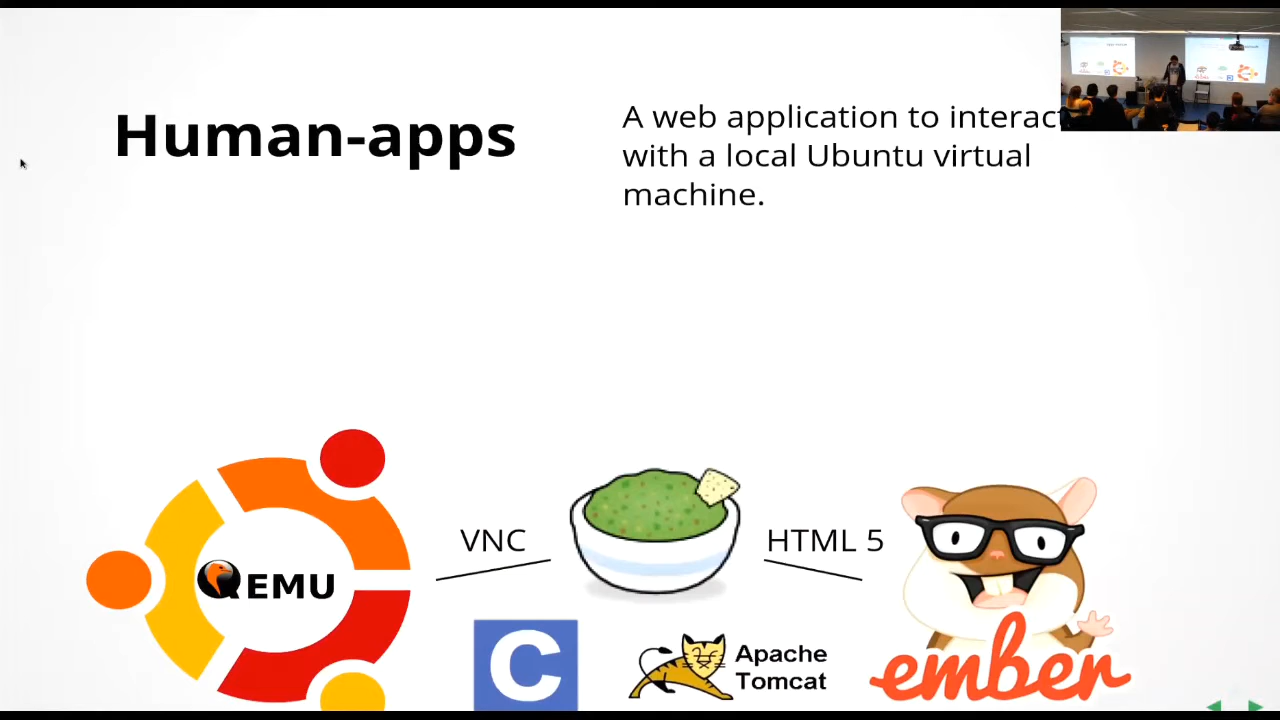 Human-apps
A web application to interact
with a local Ubuntu virtual
machine.
QEMU
VNC
HTML 5
C
Apache
Tomcat
ember